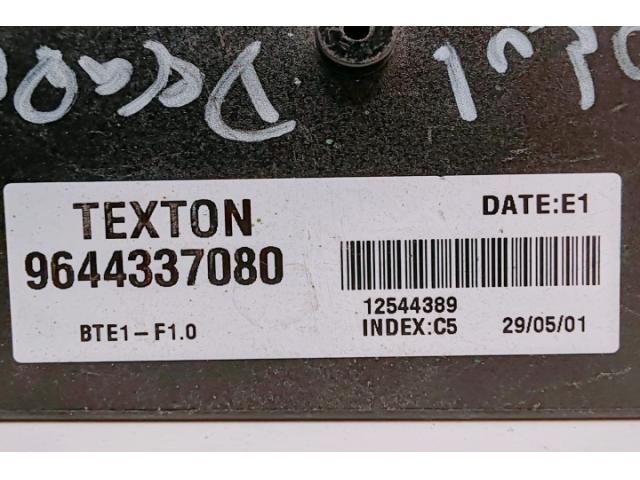 TEXTON
DATE:E1
9644337080
12544389
BTE1-F1.0
INDEX:C5
29/05/01